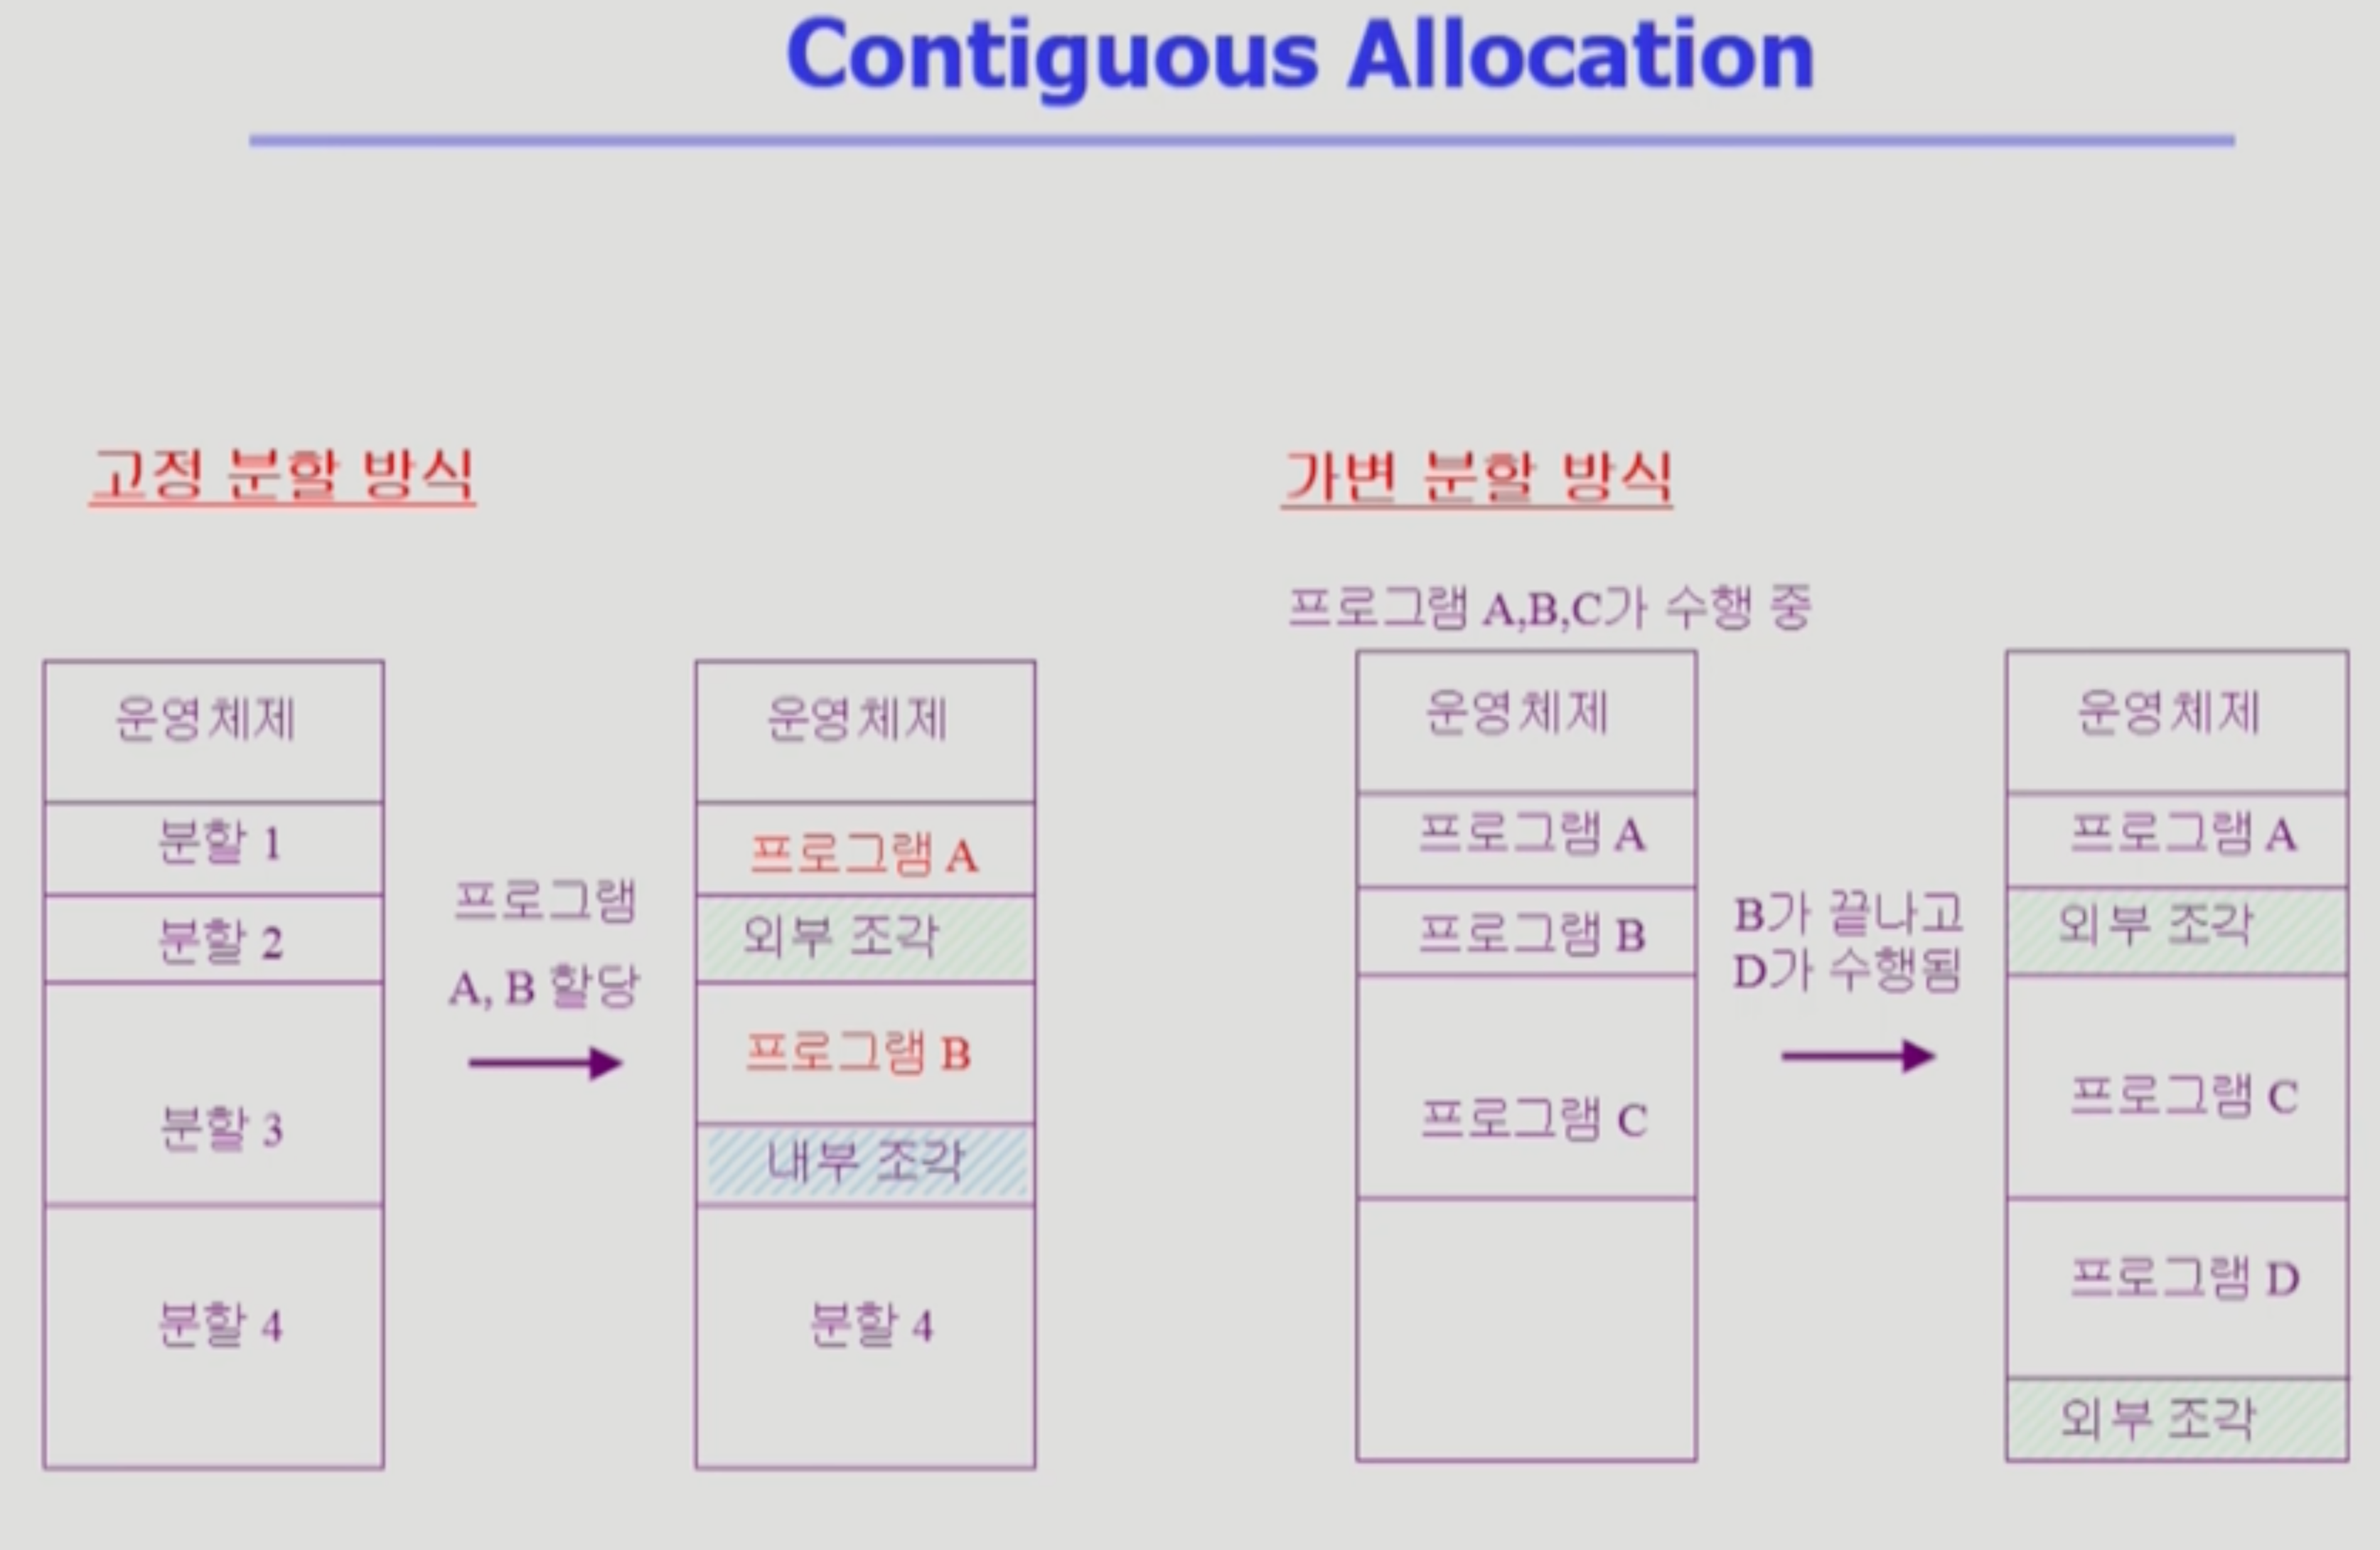 Contiguous Allocation
고정 분할 방식
운영체제
분할 1
분할 2
분할 3
분할 4
프로그램
A, B 할당
운영체제
프로그램 A
외부 조각
프로그램 B
내부 조각
분할 4
가변 분할 방식
프로그램 A,B,C가 수행 중
운영체제
프로그램 A
프로그램 B
프로그램 C
B가 끝나고
D가 수행됨
운영체제
프로그램 A
외부 조각
프로그램 C
프로그램 D
외부 조각